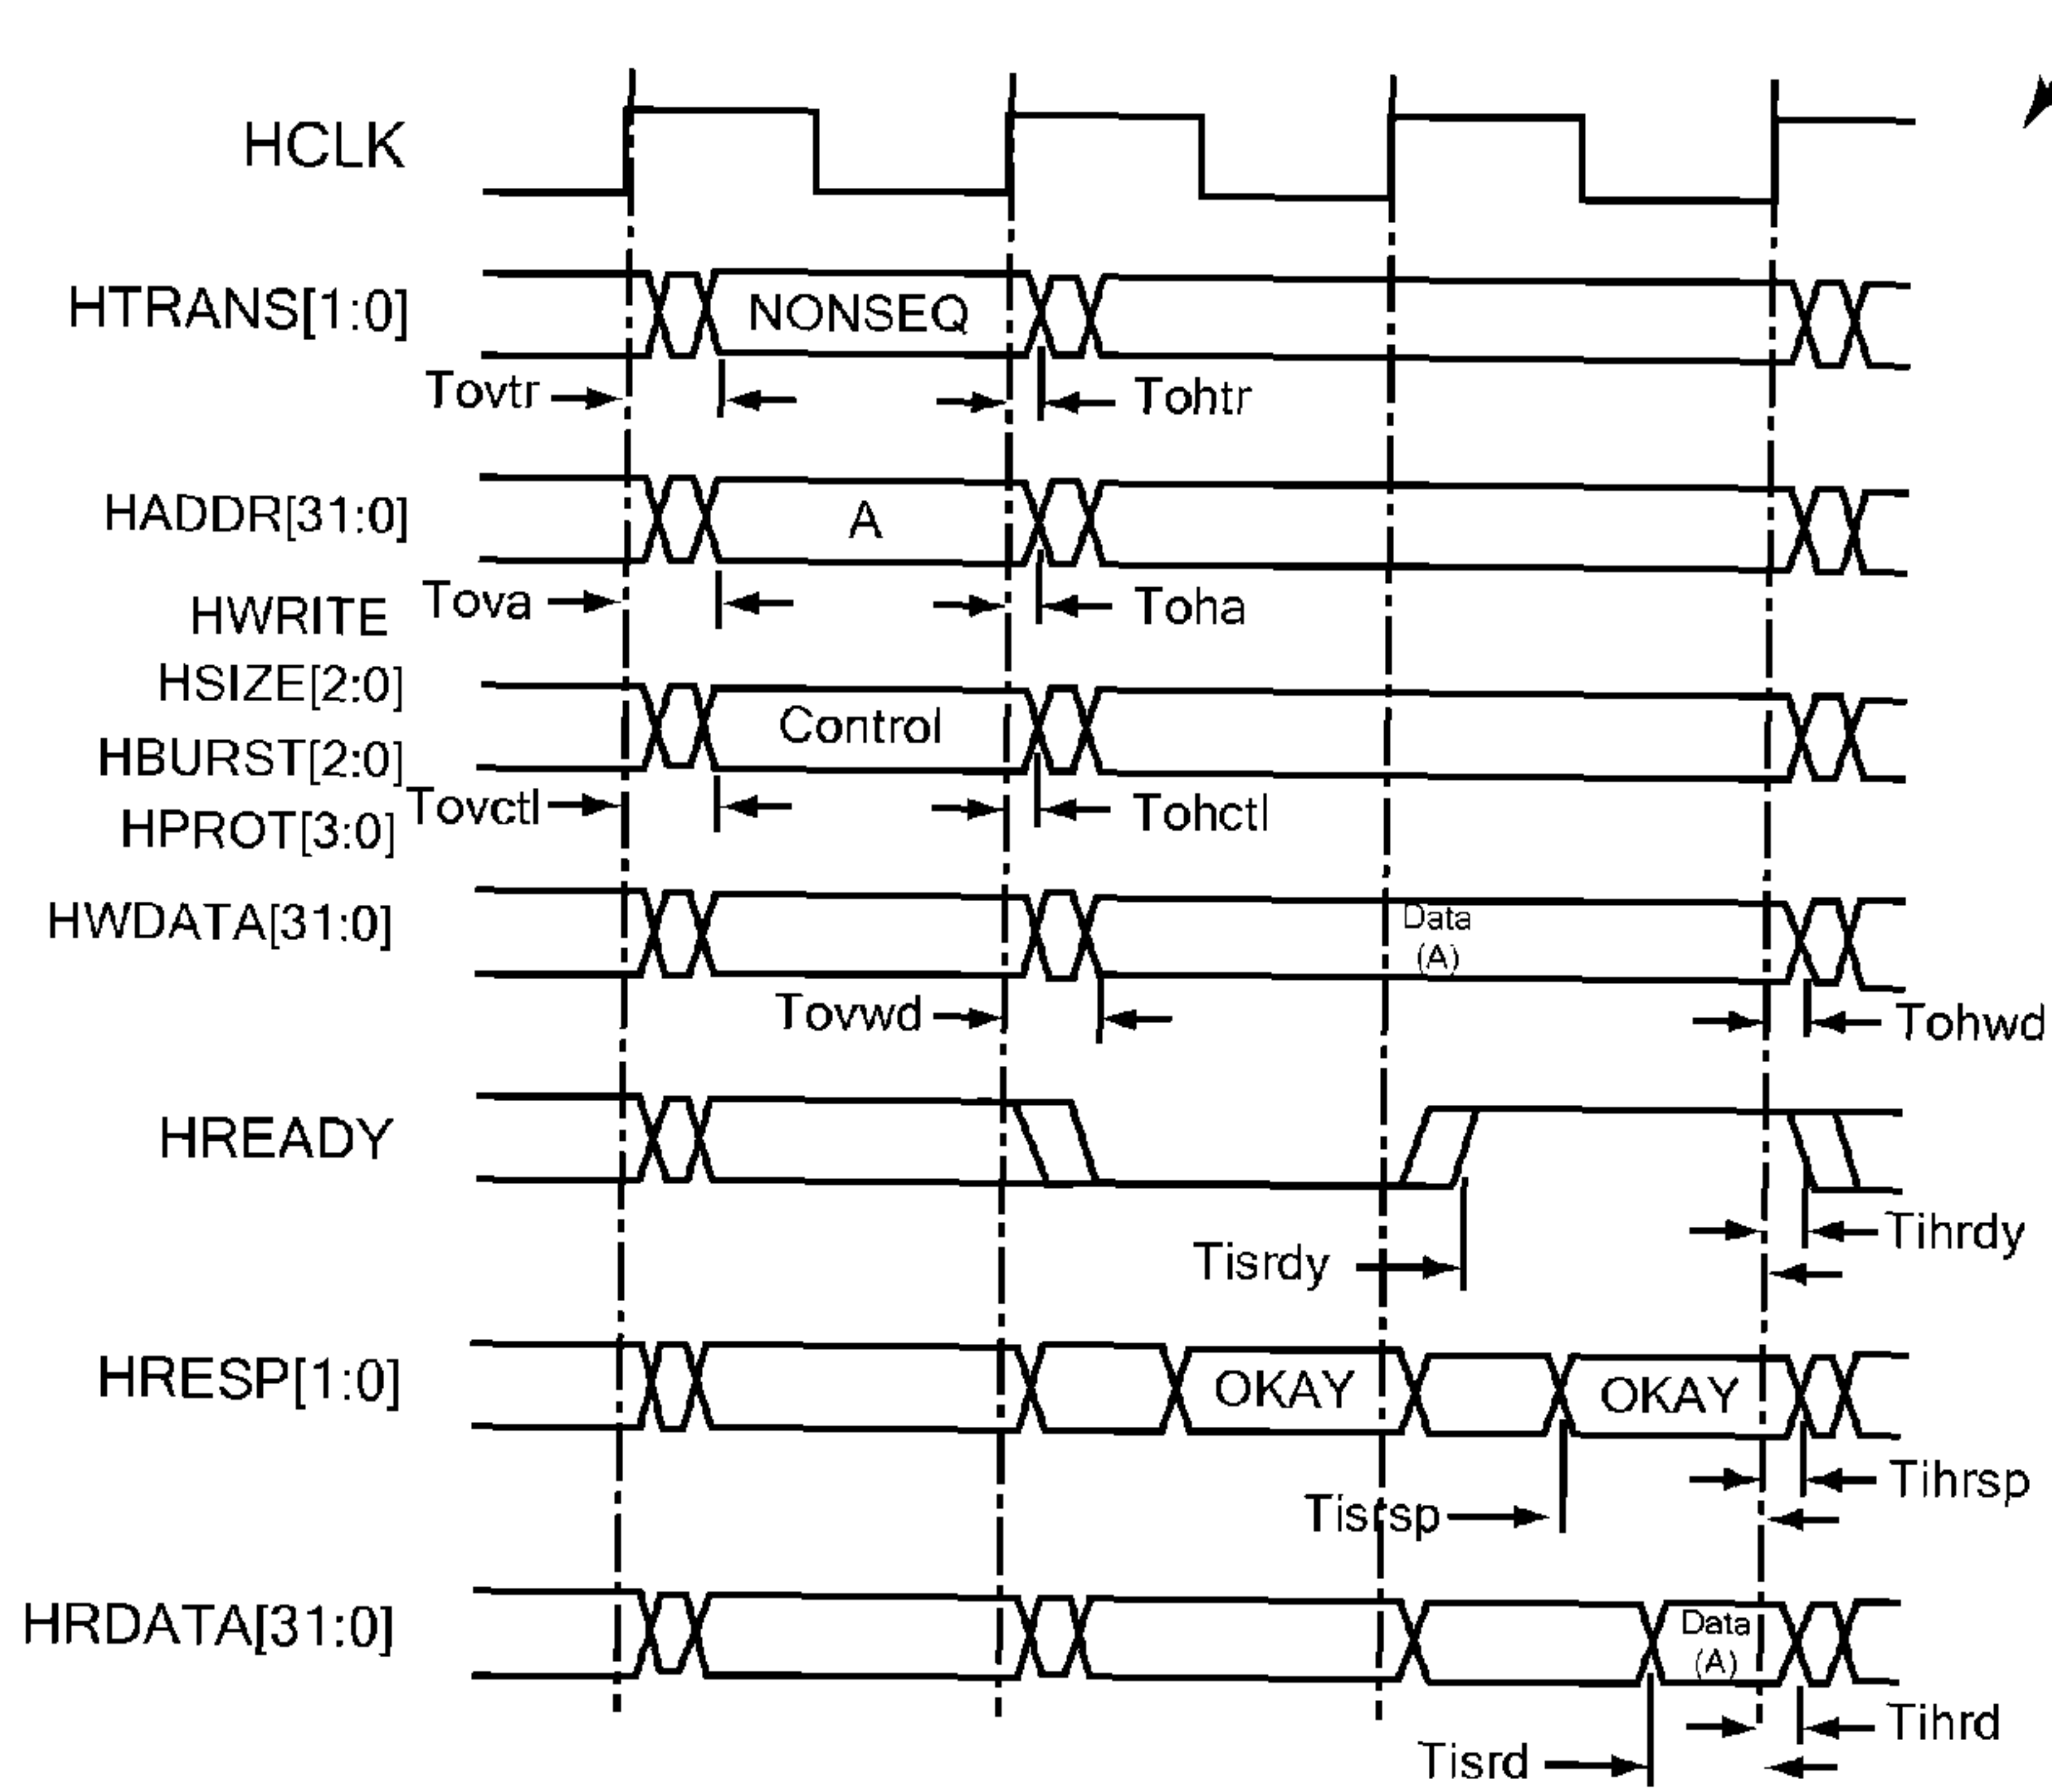 HCLK
HTRANS[1:0]
NONSEQ
Tovtr
Tohtr
HADDR[31:0]
A
Tova
Toha
HWRITE
HSIZE[2:0]
Control
HBURST[2:0]
Tovctl
Tohctl
HPROT[3:0]
HWDATA[31:0]
Data
(A)
Tovwd
Tohwd
HREADY
Tihrdy
Tisrdy
HRESP[1:0]
OKAY
OKAY
Tihrsp
Tisrsp
HRDATA[31:0]
Data
(A)
Tihrd
Tisrd